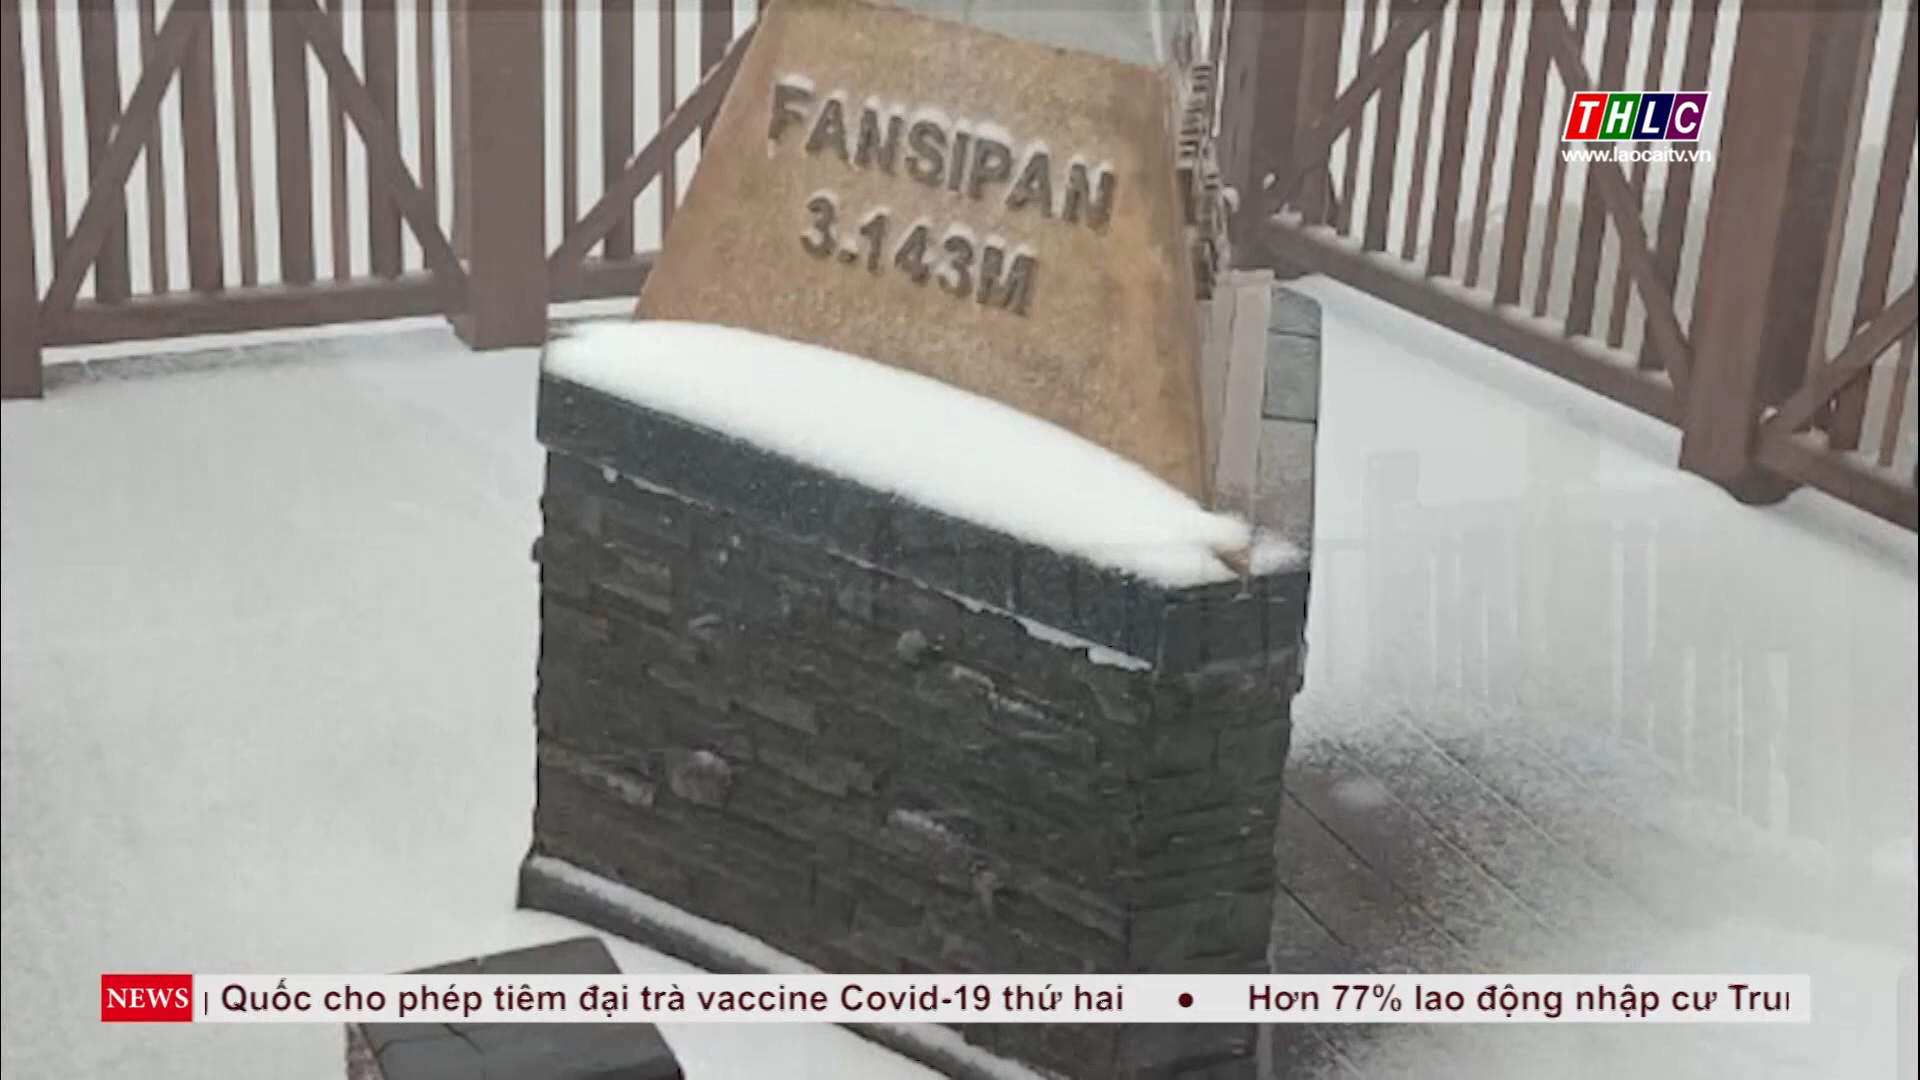 FANSIPAN
3.143M
THLC
www.laocaitv.vn
NEWS
Quốc cho phép tiêm đại trà vaccine Covid-19 thứ hai • Hơn 77% lao động nhập cư